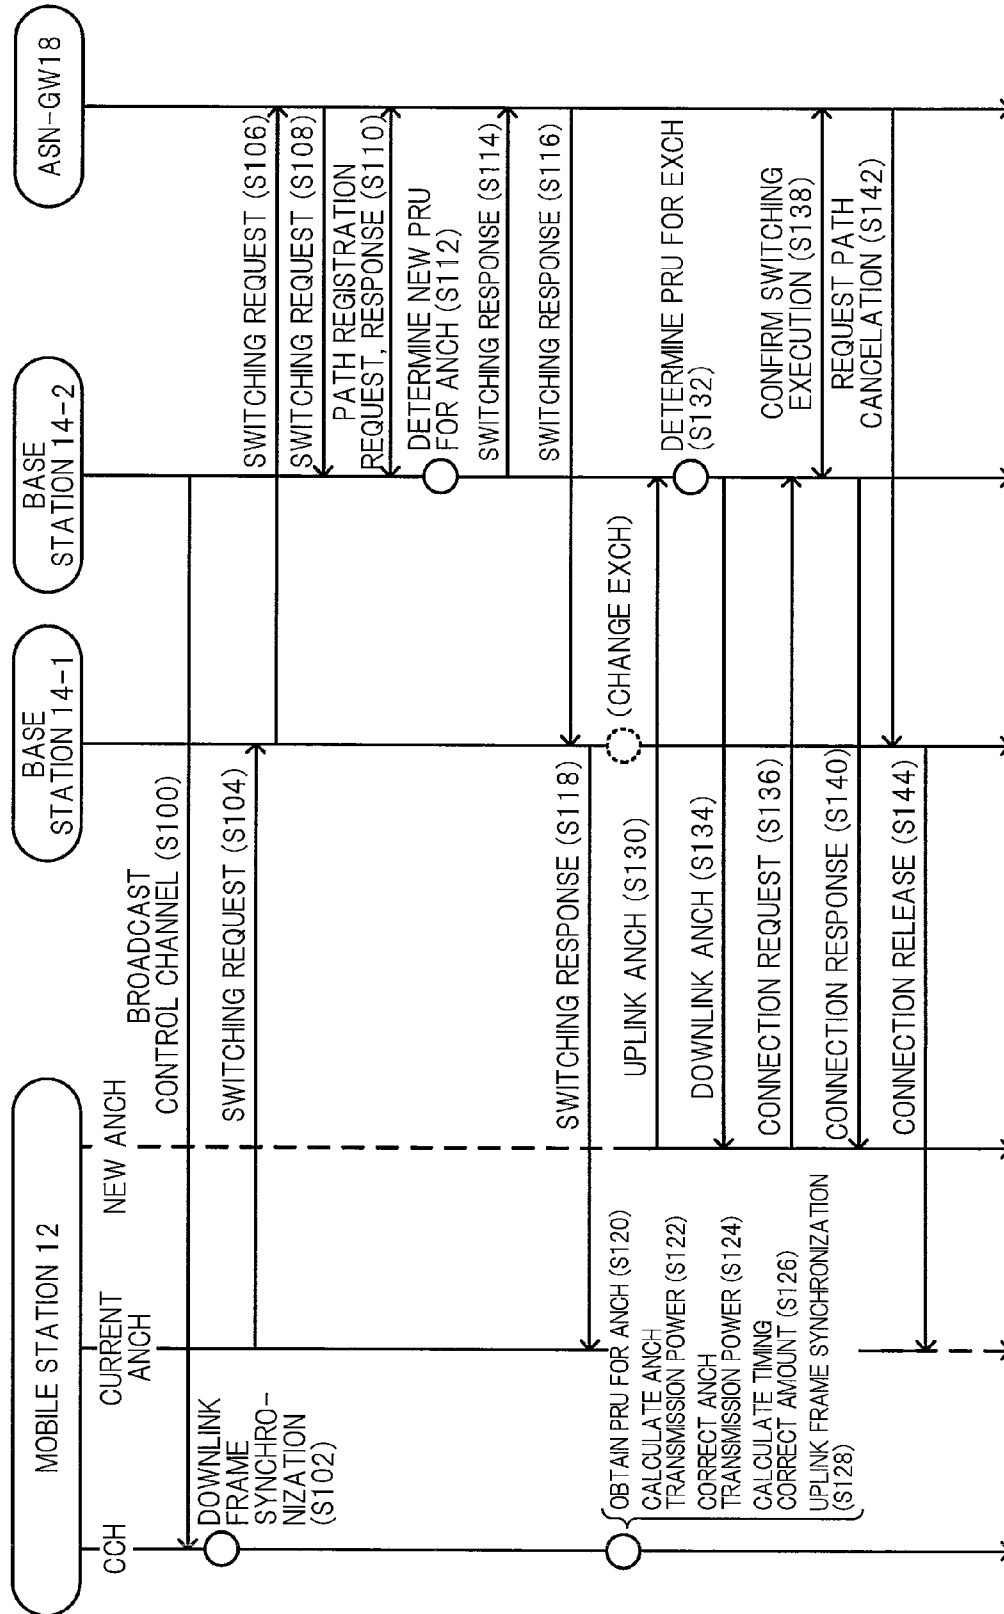 MOBILE STATION 12
BASE
STATION 14-1
BASE
STATION 14-2
ASN-GW18
CCH
CURRENT
ANCH
NEW ANCH
BROADCAST
CONTROL CHANNEL (S100)
DOWNLINK
FRAME
SYNCHRO-
NIZATION
(S102)
SWITCHING REQUEST (S104)
SWITCHING REQUEST (S106)
SWITCHING REQUEST (S108)
PATH REGISTRATION
REQUEST, RESPONSE (S110)
DETERMINE NEW PRU
FOR ANCH (S112)
SWITCHING RESPONSE (S114)
SWITCHING RESPONSE (S116)
SWITCHING RESPONSE (S118)
(CHANGE EXCH)
OBTAIN PRU FOR ANCH (S120)
CALCULATE ANCH
TRANSMISSION POWER (S122)
CORRECT ANCH
TRANSMISSION POWER (S124)
CALCULATE TIMING
CORRECT AMOUNT (S126)
UPLINK FRAME SYNCHRONIZATION
(S128)
UPLINK ANCH (S130)
DETERMINE PRU FOR EXCH
(S132)
DOWNLINK ANCH (S134)
CONNECTION REQUEST (S136)
CONFIRM SWITCHING
EXECUTION (S138)
CONNECTION RESPONSE (S140)
REQUEST PATH
CANCELATION (S142)
CONNECTION RELEASE (S144)